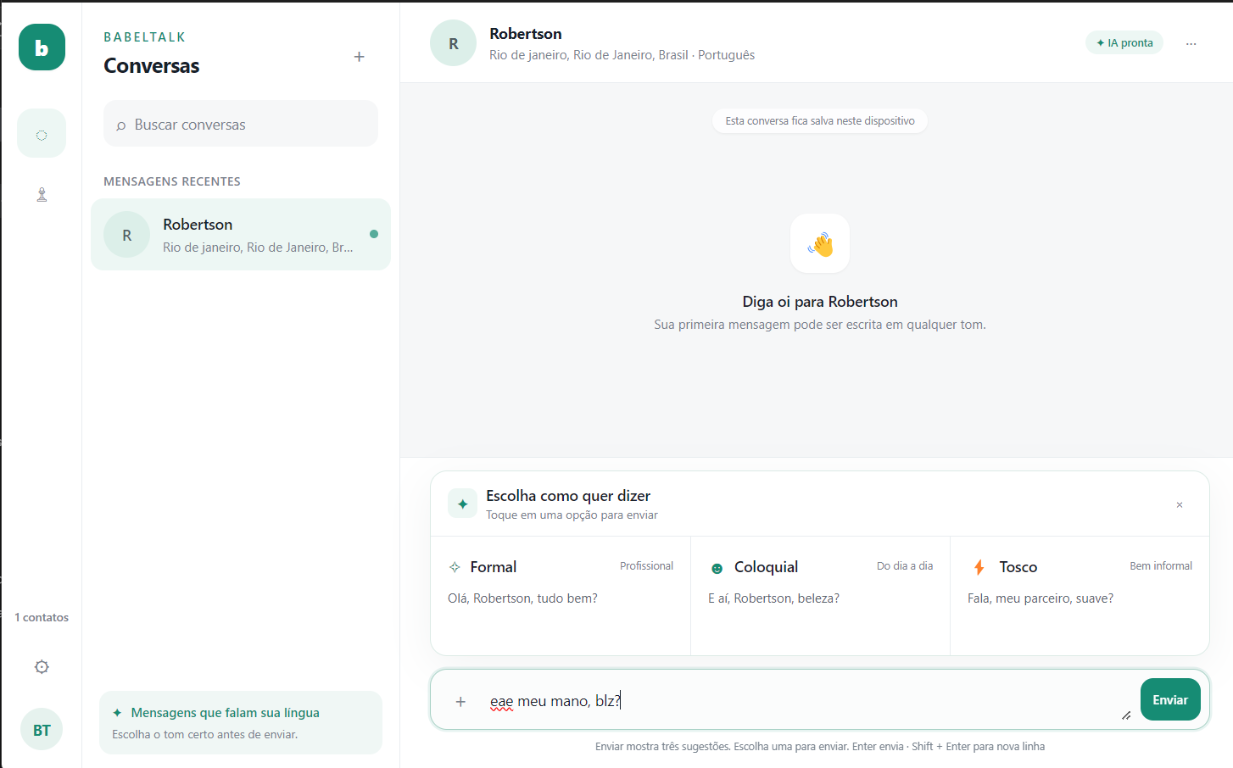 b
BABELTALK
Conversas
+
Buscar conversas
MENSAGENS RECENTES
R
Robertson
Rio de janeiro, Rio de Janeiro, Br...
1 contatos
BT
Mensagens que falam sua língua
Escolha o tom certo antes de enviar.
R
Robertson
Rio de janeiro, Rio de Janeiro, Brasil · Português
IA pronta
...
Esta conversa fica salva neste dispositivo
Diga oi para Robertson
Sua primeira mensagem pode ser escrita em qualquer tom.
Escolha como quer dizer
Toque em uma opção para enviar
×
Formal
Profissional
Olá, Robertson, tudo bem?
Coloquial
Do dia a dia
E aí, Robertson, beleza?
Tosco
Bem informal
Fala, meu parceiro, suave?
+
eae meu mano, blz?
Enviar
Enviar mostra três sugestões. Escolha uma para enviar. Enter envia · Shift + Enter para nova linha